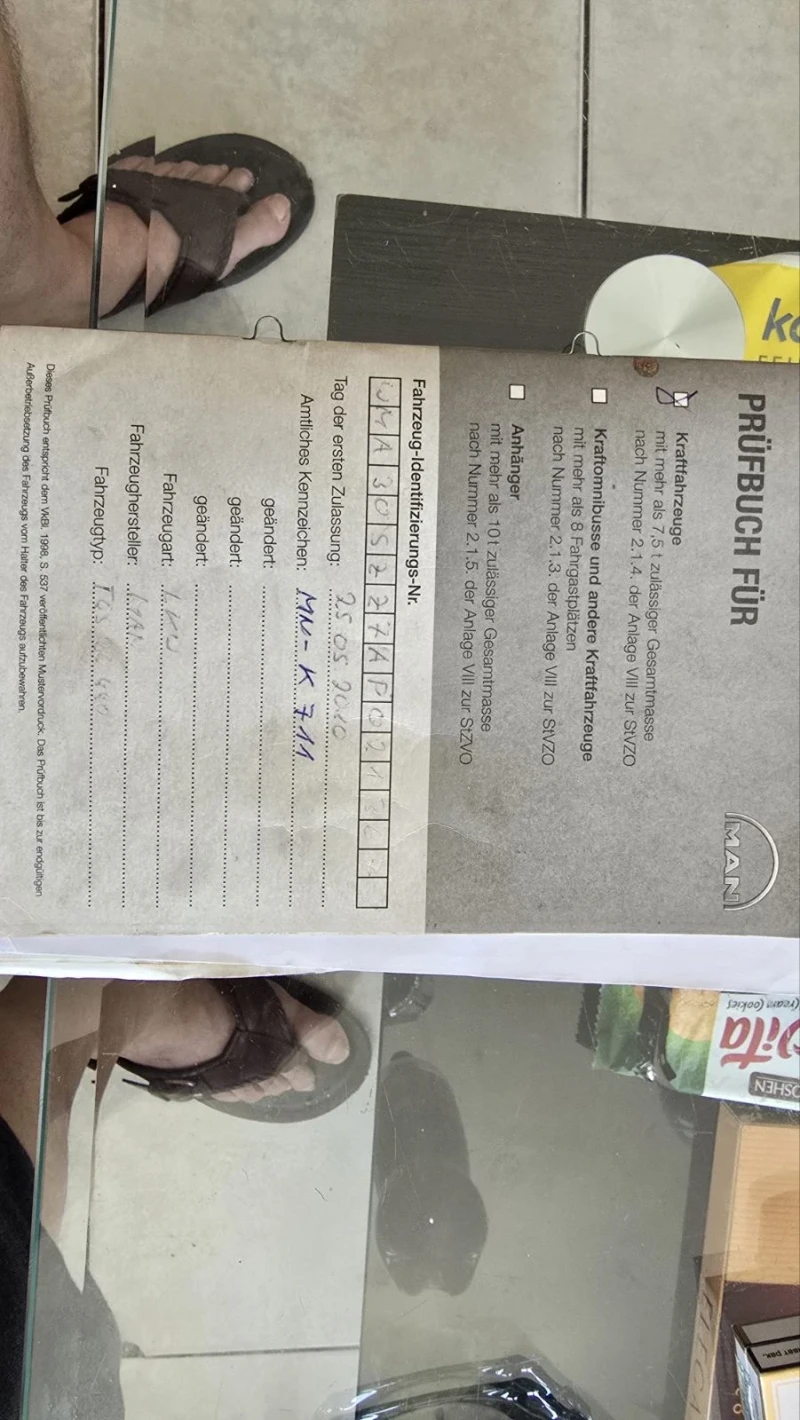 PRÜFBUCH FÜR
MAN
Kraftfahrzeuge
mit mehr als 7,5 t zulässiger Gesamtmasse
nach Nummer 2.1.4. der Anlage VIII zur StVZO
Kraftomnibusse und andere Kraftfahrzeuge
mit mehr als 8 Fahrgastplätzen
nach Nummer 2.1.3. der Anlage VIII zur StVZO
Anhänger
mit mehr als 10 t zulässiger Gesamtmasse
nach Nummer 2.1.5. der Anlage VIII zur StZVO
Fahrzeug-Identifizierungs-Nr.
Tag der ersten Zulassung: 25 05 2010
Amtliches Kennzeichen: MN - K 711
geändert:
geändert:
geändert:
Fahrzeugart: LKW
Fahrzeughersteller: MAN
Fahrzeugtyp:
Dieses Prüfbuch entspricht dem VkBl. 1998, S. 537 veröffentlichten Mustervordruck. Das Prüfbuch ist bis zur endgültigen
Außerbetriebsetzung des Fahrzeugs vom Halter des Fahrzeugs aufzubewahren.